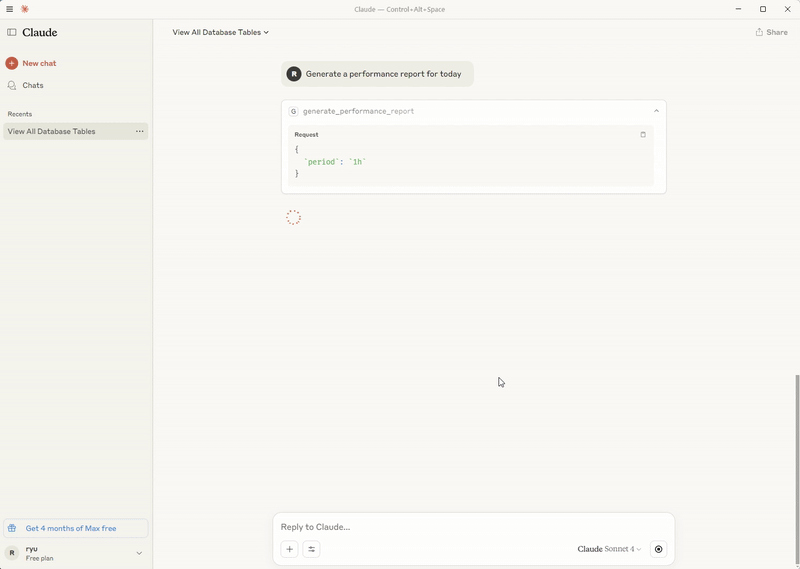 Claude — Control+Alt+Space
Claude
View All Database Tables
Share
New chat
Chats
Recents
View All Database Tables
R
Generate a performance report for today
G
generate_performance_report
Request
{
`period`: `1h`
}
Get 4 months of Max free
R
ryu
Free plan
Reply to Claude...
Claude Sonnet 4